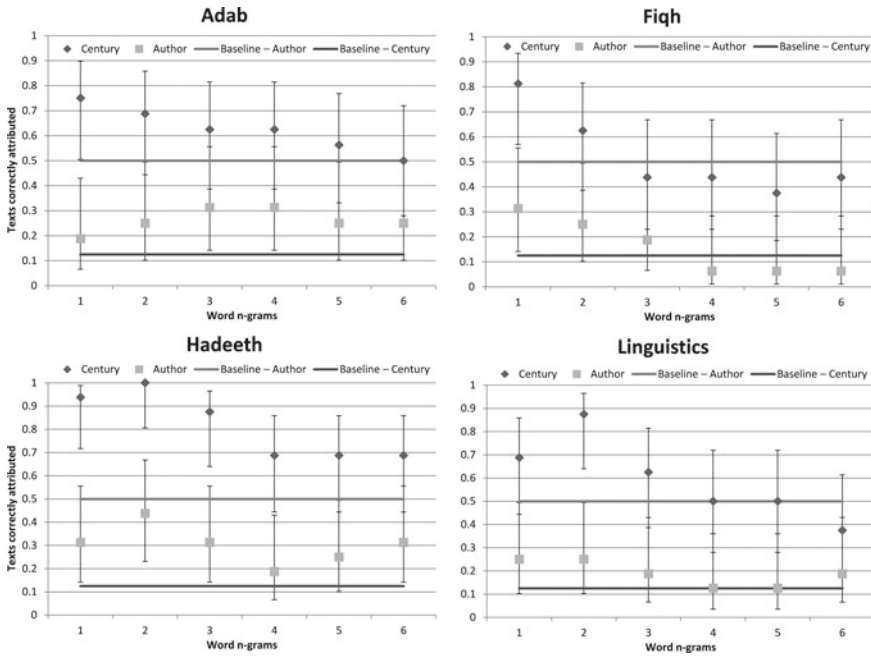 Adab
Century Author Baseline – Author Baseline – Century
1
0.9
0.8
0.7
0.6
0.5
0.4
0.3
0.2
0.1
0
Texts correctly attributed
1 2 3 4 5 6
Word n-grams
Fiqh
Century Author Baseline – Author Baseline – Century
1
0.9
0.8
0.7
0.6
0.5
0.4
0.3
0.2
0.1
0
1 2 3 4 5 6
Word n-grams
Hadeeth
Century Author Baseline – Author Baseline – Century
1
0.9
0.8
0.7
0.6
0.5
0.4
0.3
0.2
0.1
0
Texts correctly attributed
1 2 3 4 5 6
Word n-grams
Linguistics
Century Author Baseline – Author Baseline – Century
1
0.9
0.8
0.7
0.6
0.5
0.4
0.3
0.2
0.1
0
1 2 3 4 5 6
Word n-grams